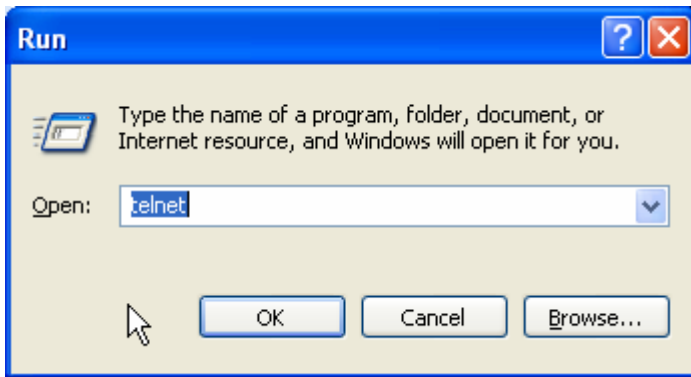 Run
Type the name of a program, folder, document, or
Internet resource, and Windows will open it for you.
Open: telnet
OK Cancel Browse...